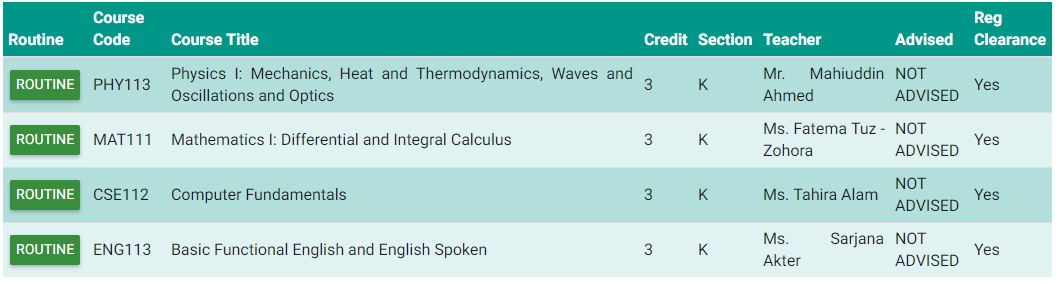 Routine Course Code Course Title Credit Section Teacher Advised Reg Clearance
ROUTINE PHY113 Physics I: Mechanics, Heat and Thermodynamics, Waves and Oscillations and Optics 3 K Mr. Mahiuddin Ahmed NOT ADVISED Yes
ROUTINE MAT111 Mathematics I: Differential and Integral Calculus 3 K Ms. Fatema Tuz - Zohora NOT ADVISED Yes
ROUTINE CSE112 Computer Fundamentals 3 K Ms. Tahira Alam NOT ADVISED Yes
ROUTINE ENG113 Basic Functional English and English Spoken 3 K Ms. Sarjana Akter NOT ADVISED Yes